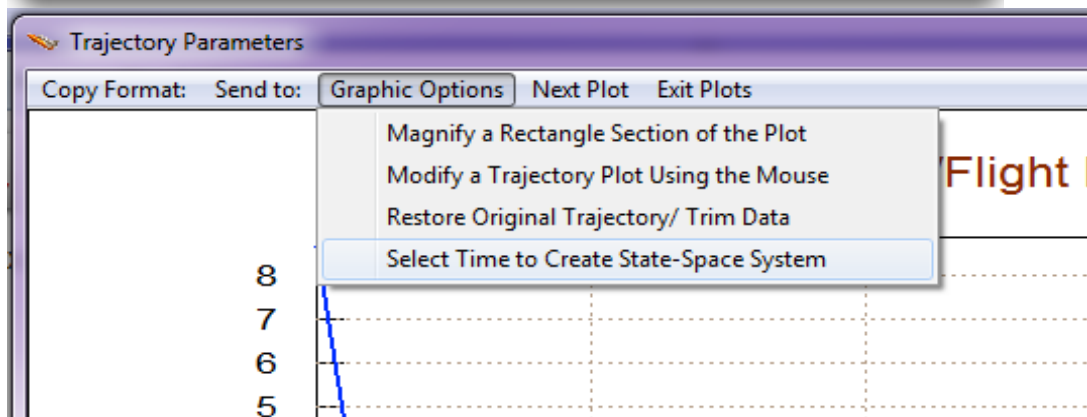 Trajectory Parameters
Copy Format: Send to: Graphic Options Next Plot Exit Plots
Magnify a Rectangle Section of the Plot
Modify a Trajectory Plot Using the Mouse
Restore Original Trajectory/ Trim Data
Select Time to Create State-Space System
/Flight
8
7
6
5